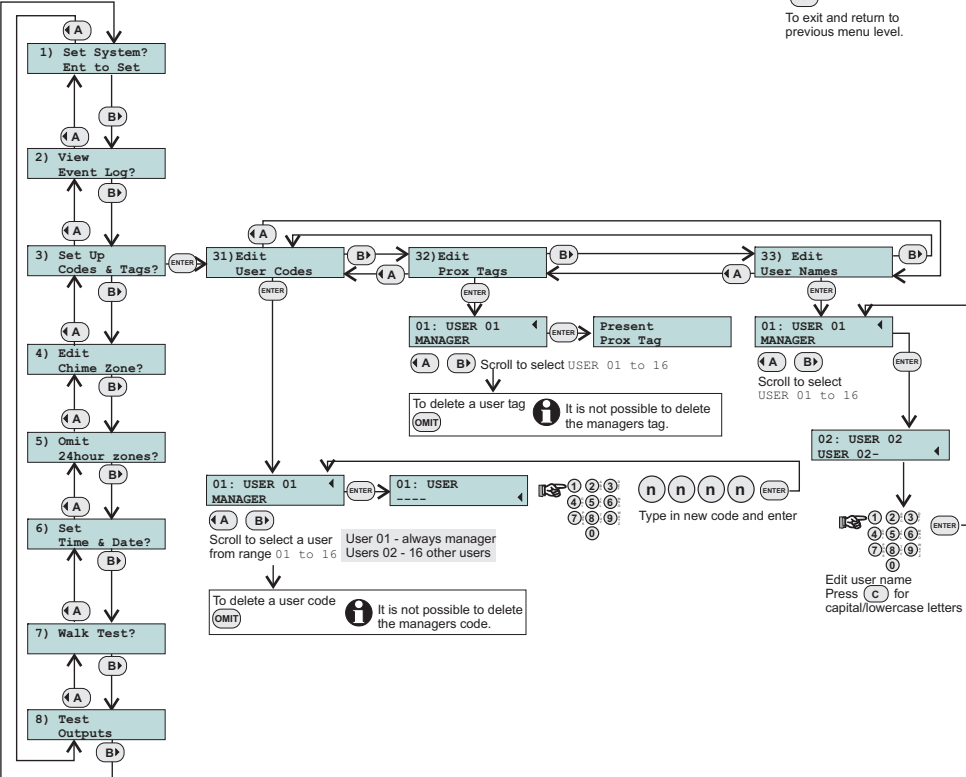 To exit and return to
previous menu level.
A
1) Set System?
Ent to Set
B
A
2) View
Event Log?
B
A
3) Set Up
Codes & Tags?
ENTER
B
A
31)Edit
User Codes
B
A
32)Edit
Prox Tags
B
A
33) Edit
User Names
B
ENTER
ENTER
ENTER
01: USER 01
MANAGER
ENTER
Present
Prox Tag
A B Scroll to select USER 01 to 16
To delete a user tag
OMIT
It is not possible to delete
the managers tag.
01: USER 01
MANAGER
A B
Scroll to select
USER 01 to 16
ENTER
02: USER 02
USER 02-
1 2 3
4 5 6
7 8 9
0
ENTER
Edit user name
Press C for
capital/lowercase letters
A
4) Edit
Chime Zone?
B
A
5) Omit
24hour zones?
B
A
6) Set
Time & Date?
B
A
7) Walk Test?
B
A
8) Test
Outputs
B
01: USER 01
MANAGER
ENTER
01: USER
----
1 2 3
4 5 6
7 8 9
0
n n n n ENTER
Type in new code and enter
A B
Scroll to select a user
from range 01 to 16
User 01 - always manager
Users 02 - 16 other users
To delete a user code
OMIT
It is not possible to delete
the managers code.